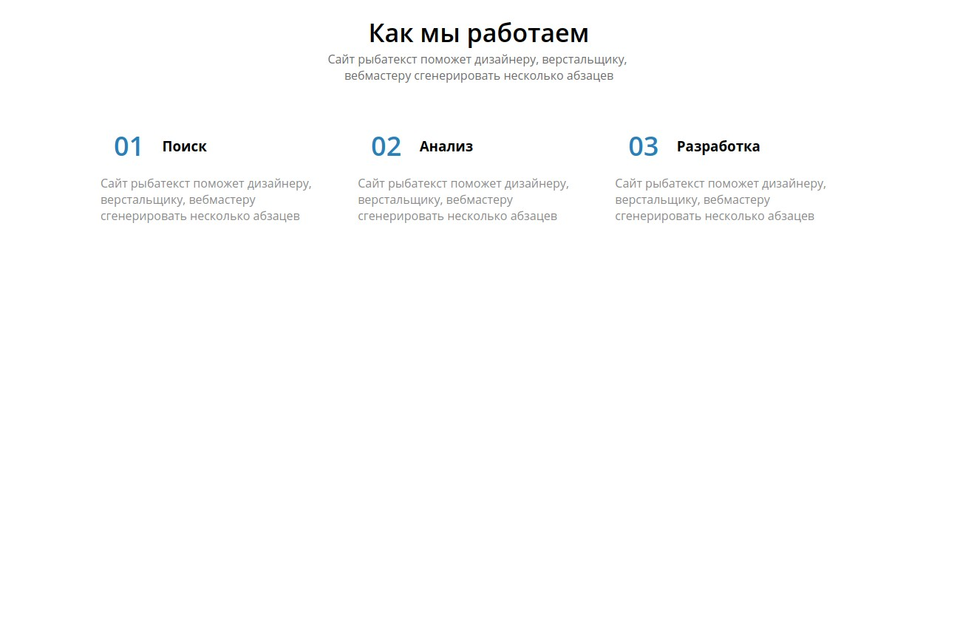 Как мы работаем
Сайт рыбатекст поможет дизайнеру, верстальщику,
вебмастеру сгенерировать несколько абзацев
01 Поиск
Сайт рыбатекст поможет дизайнеру,
верстальщику, вебмастеру
сгенерировать несколько абзацев
02 Анализ
Сайт рыбатекст поможет дизайнеру,
верстальщику, вебмастеру
сгенерировать несколько абзацев
03 Разработка
Сайт рыбатекст поможет дизайнеру,
верстальщику, вебмастеру
сгенерировать несколько абзацев